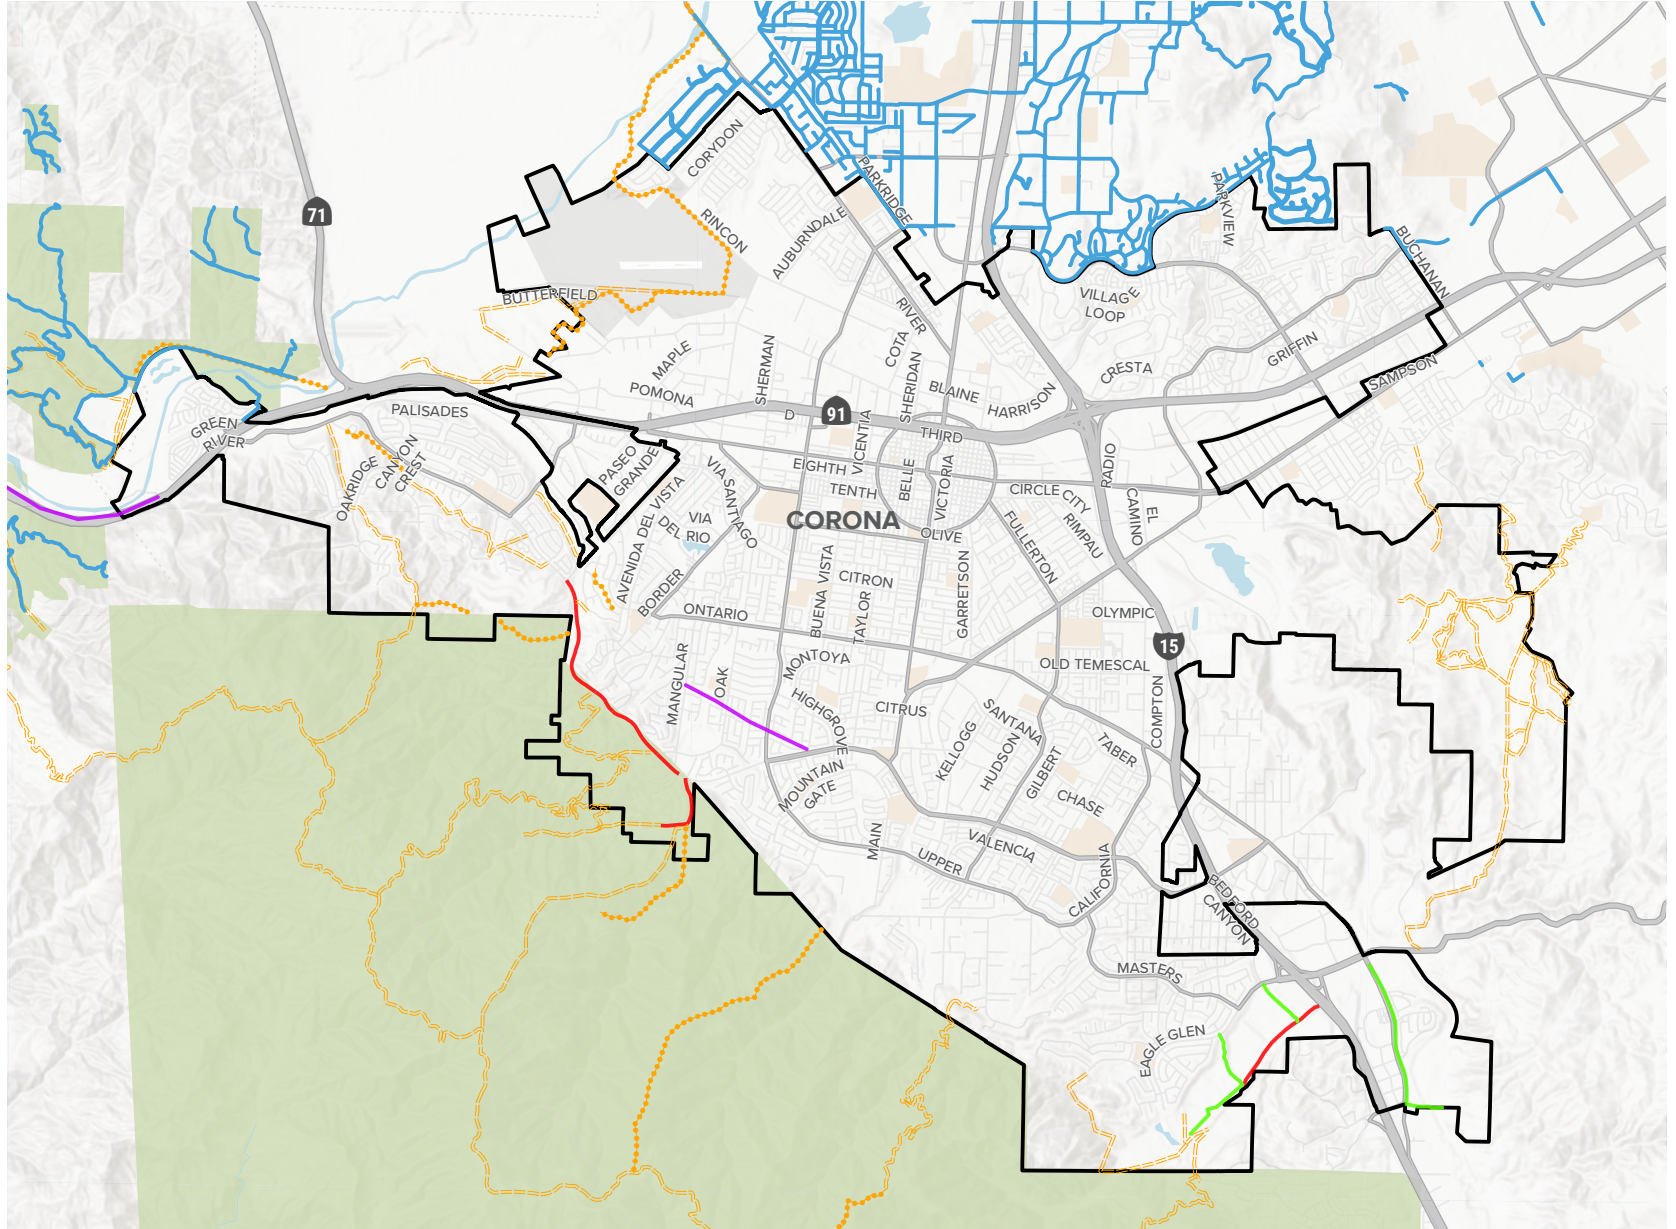 CORYDON
PARKRIDGE
PARKVIEW
71
RINCON
AUBURNDALE
BUCHANAN
BUTTERFIELD
VILLAGE
LOOP
RIVER
COTA
GRIFFIN
MAPLE
SHERMAN
SHERIDAN
CRESTA
SAMPSON
POMONA
BLAINE
HARRISON
PALISADES
D
91
VICENTIA
THIRD
GREEN
RIVER
PASEO
GRANDE
VIA
SANTIAGO
EIGHTH
BELLE
VICTORIA
RADIO
OAKRIDGE
CANYON
CREST
TENTH
CIRCLE CITY
EL
CAMINO
AVENIDA DEL VISTA
VIA
DEL RIO
CORONA
OLIVE
FULLERTON
RIMPAU
BORDER
BUENA VISTA
CITRON
TAYLOR
GARRETSON
ONTARIO
OLYMPIC
15
MANGULAR
OAK
MONTOYA
OLD TEMESCAL
COMPTON
HIGHGROVE
CITRUS
SANTANA
KELLOGG
HUDSON
GILBERT
TABER
MOUNTAIN
GATE
CHASE
MAIN
VALENCIA
UPPER
CALIFORNIA
BEDFORD
CANYON
MASTERS
EAGLE GLEN